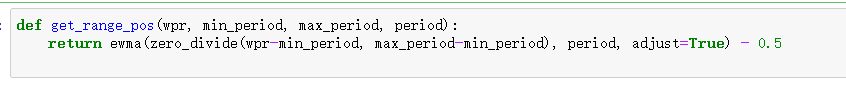 : def get_range_pos(wpr, min_period, max_period, period):
return ewma(zero_divide(wpr-min_period, max_period-min_period), period, adjust=True) - 0.5